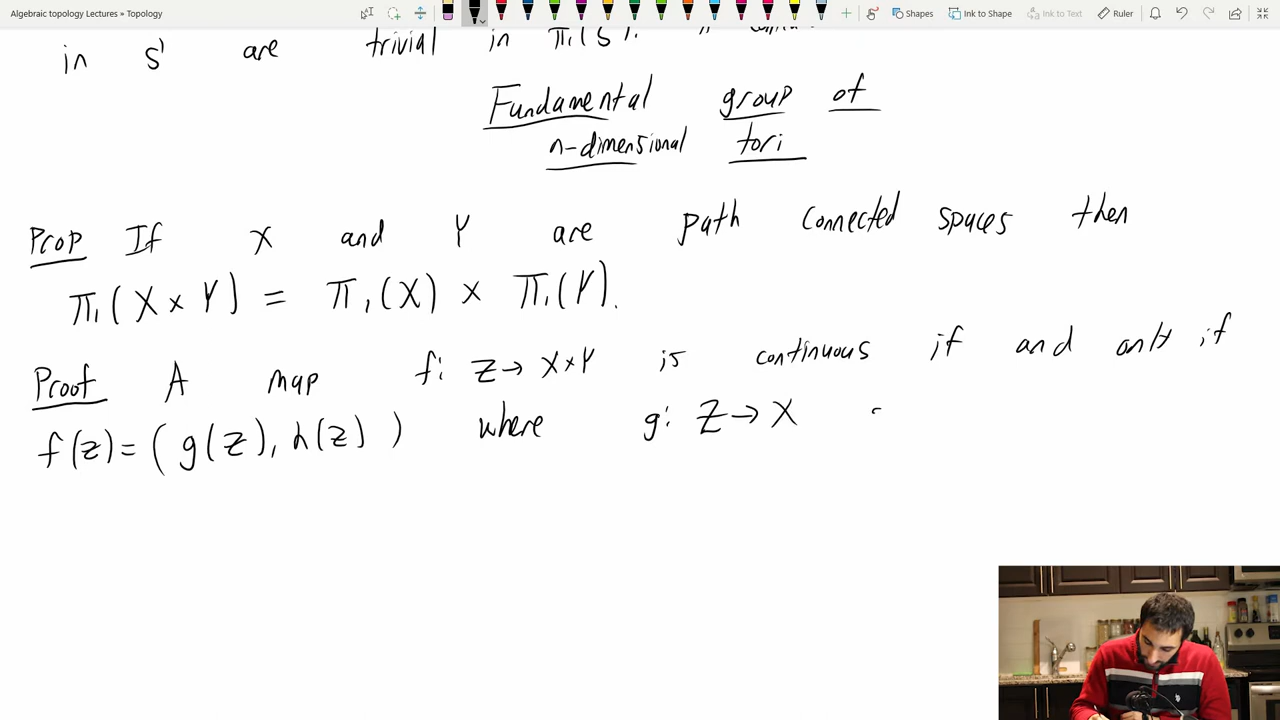 Algebraic topology Lectures » Topology
Shapes Ink to Shape Ink to Text Ruler
in S¹ are trivial in π₁(S¹).
Fundamental group of
n-dimensional tori
Prop If X and Y are path connected spaces then
π₁(X × Y) = π₁(X) × π₁(Y).
Proof A map f: Z → X×Y is continuous if and only if
f(z) = (g(z), h(z)) where g: Z → X